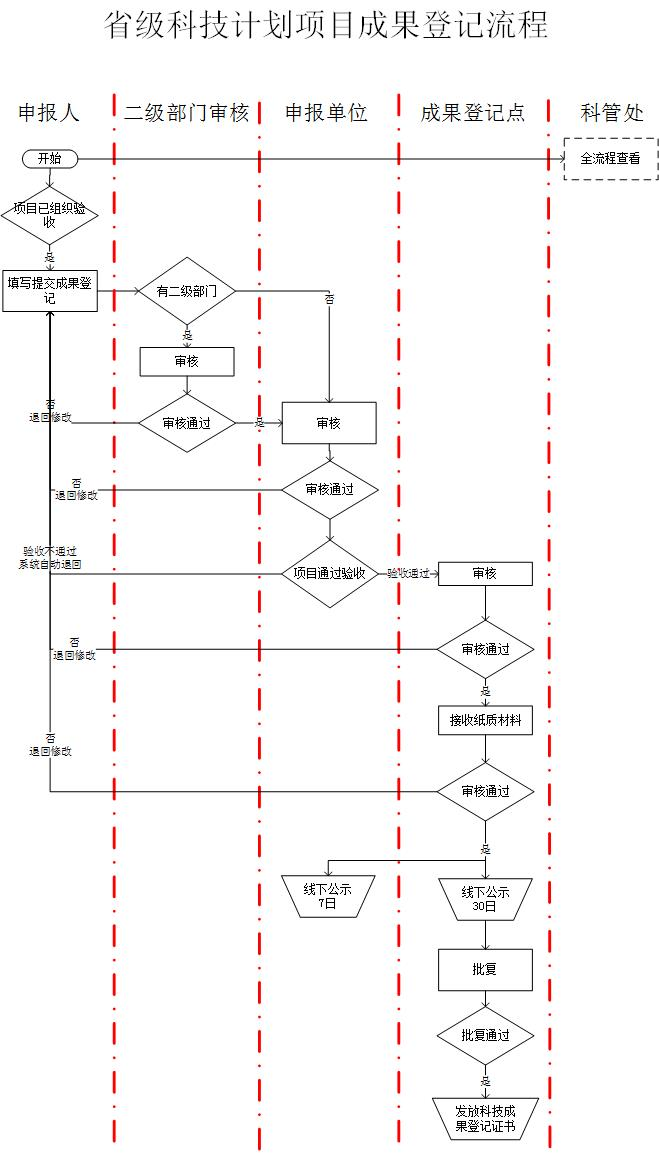 省级科技计划项目成果登记流程
申报人
二级部门审核
申报单位
成果登记点
科管处
开始
全流程查看
项目已组织验
收
是
填写提交成果登
记
有二级部门
否
是
审核
否
退回修改
审核通过
是
审核
否
退回修改
审核通过
验收不通过
系统自动退回
项目通过验收
验收通过
审核
否
退回修改
审核通过
是
接收纸质材料
否
退回修改
审核通过
是
线下公示
7日
线下公示
30日
批复
批复通过
是
发放科技成
果登记证书